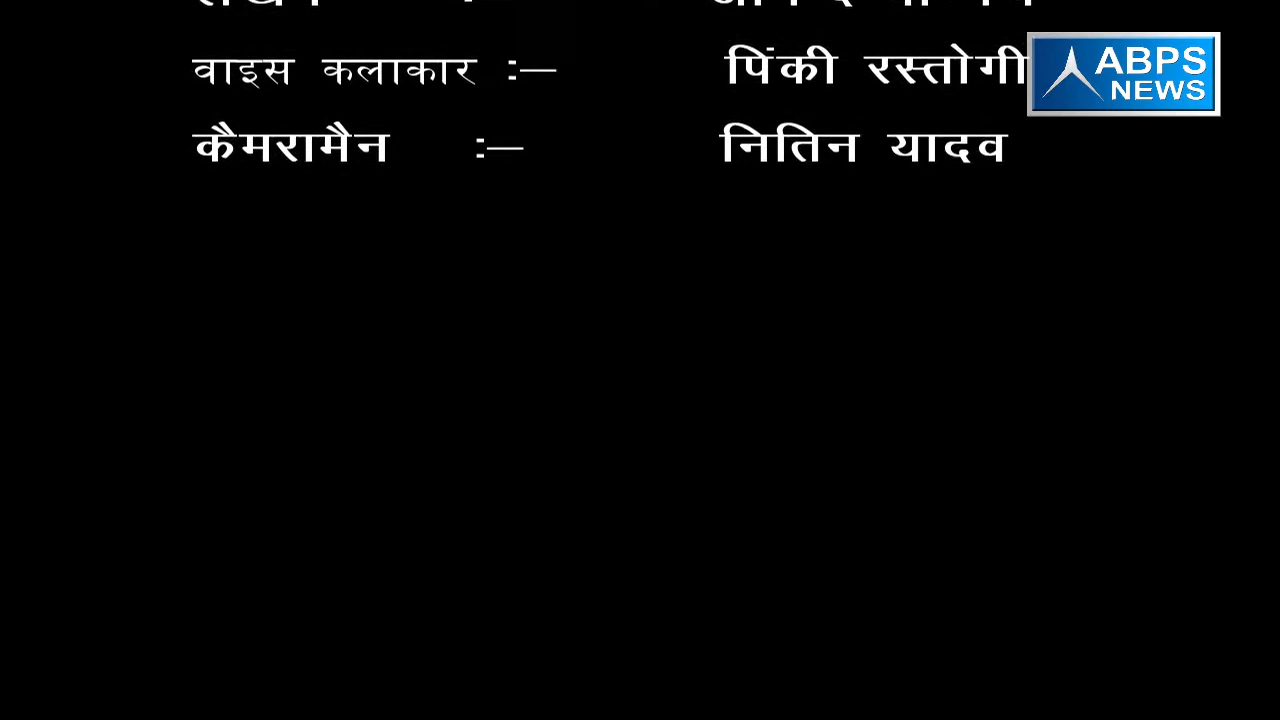 वाइस कलाकार :— पिंकी रस्तोगी
कैमरामैन :— नितिन यादव
ABPS
NEWS